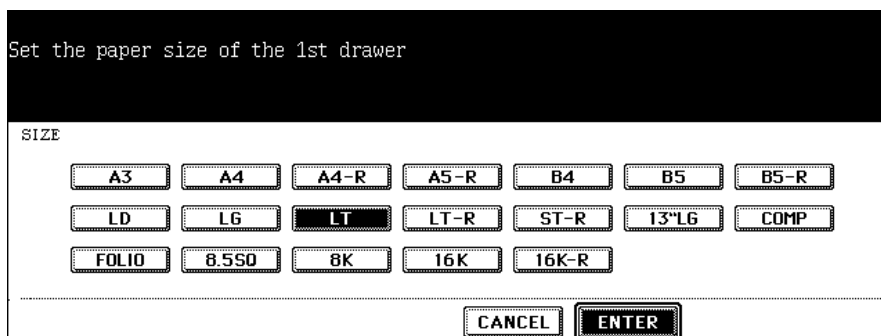 Set the paper size of the 1st drawer
SIZE
A3 A4 A4-R A5-R B4 B5 B5-R
LD LG LT LT-R ST-R 13"LG COMP
FOLIO 8.5SQ 8K 16K 16K-R
CANCEL ENTER